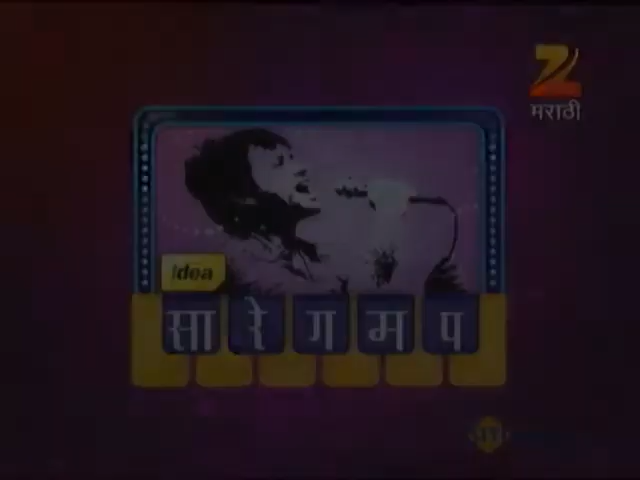 मराठी
Idea
सा रे ग म प